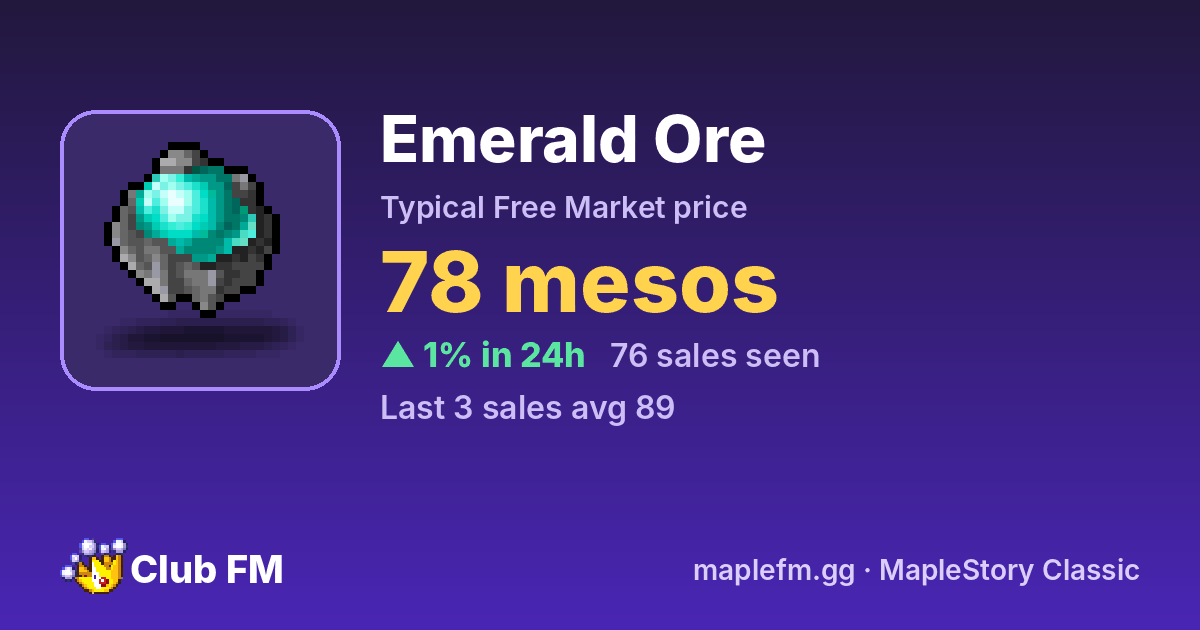 Emerald Ore
Typical Free Market price
78 mesos
▲ 1% in 24h 76 sales seen
Last 3 sales avg 89
Club FM
maplefm.gg · MapleStory Classic